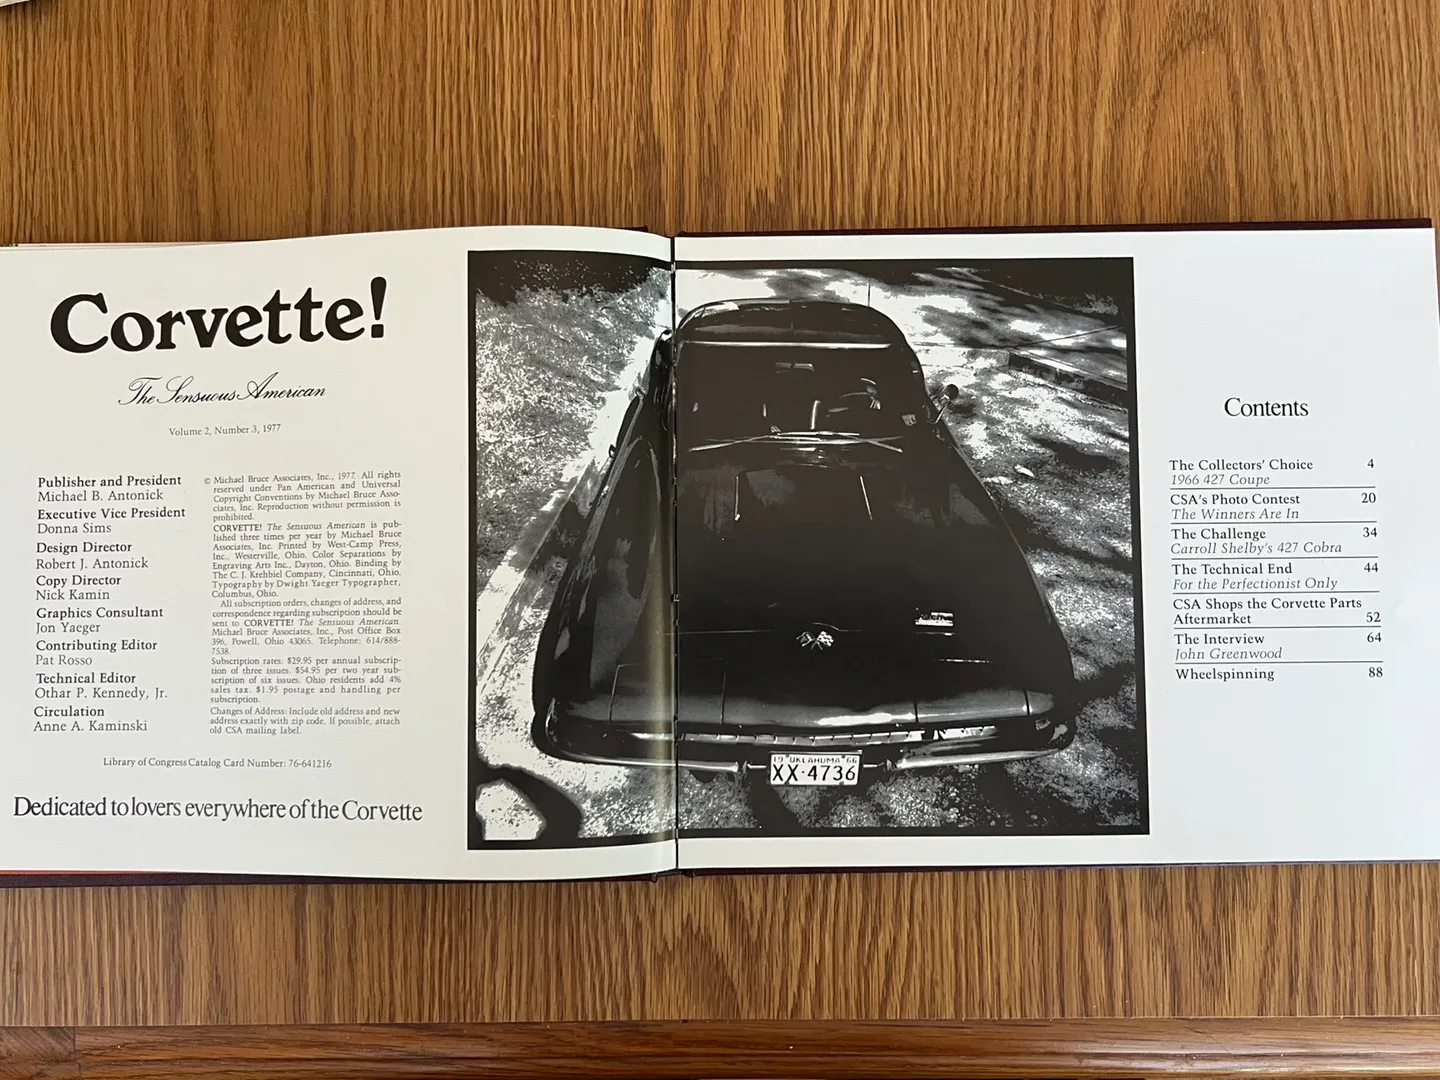 Corvette!
The Sensuous American
Volume 2, Number 3, 1977
Publisher and President
Michael B. Antonick
Executive Vice President
Donna Sims
Design Director
Robert J. Antonick
Copy Director
Nick Kamin
Graphics Consultant
Jon Yaeger
Contributing Editor
Pat Rosso
Technical Editor
Othar P. Kennedy, Jr.
Circulation
Anne A. Kaminski
© Michael Bruce Associates, Inc., 1977. All rights
reserved under Pan American and Universal
Copyright Conventions by Michael Bruce Asso-
ciates, Inc. Reproduction without permission is
prohibited.
CORVETTE! The Sensuous American is pub-
lished three times per year by Michael Bruce
Associates, Inc. Printed by West-Camp Press,
Inc., Westerville, Ohio. Color Separations by
Engraving Arts Inc., Dayton, Ohio. Binding by
The C. J. Krehbiel Company, Cincinnati, Ohio.
Typography by Dwight Yaeger Typographer,
Columbus, Ohio.
All subscription orders, changes of address, and
correspondence regarding subscription should be
sent to CORVETTE! The Sensuous American.
Michael Bruce Associates, Inc., Post Office Box
396, Powell, Ohio 43065. Telephone: 614/888-
7538.
Subscription rates: $29.95 per annual subscrip-
tion of three issues. $54.95 per two year sub-
scription of six issues. Ohio residents add 4%
sales tax. $1.95 postage and handling per
subscription.
Changes of Address: Include old address and new
address exactly with zip code. If possible, attach
old CSA mailing label.
Library of Congress Catalog Card Number: 76-641216
Dedicated to lovers everywhere of the Corvette
19 OKLAHOMA 66
XX-4736
Contents
The Collectors' Choice 4
1966 427 Coupe
CSA's Photo Contest 20
The Winners Are In
The Challenge 34
Carroll Shelby's 427 Cobra
The Technical End 44
For the Perfectionist Only
CSA Shops the Corvette Parts
Aftermarket 52
The Interview 64
John Greenwood
Wheelspinning 88